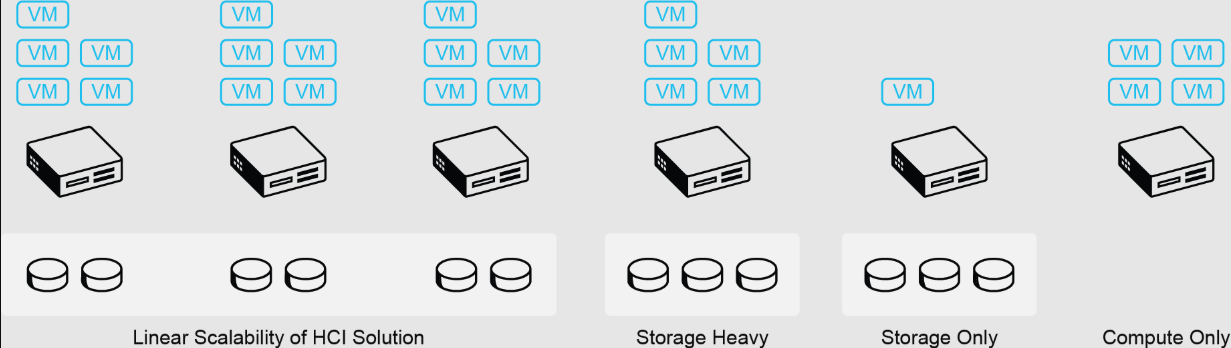 VM VM VM VM
VM VM VM VM VM VM VM VM VM VM
VM VM VM VM VM VM VM VM VM VM VM
Linear Scalability of HCI Solution Storage Heavy Storage Only Compute Only